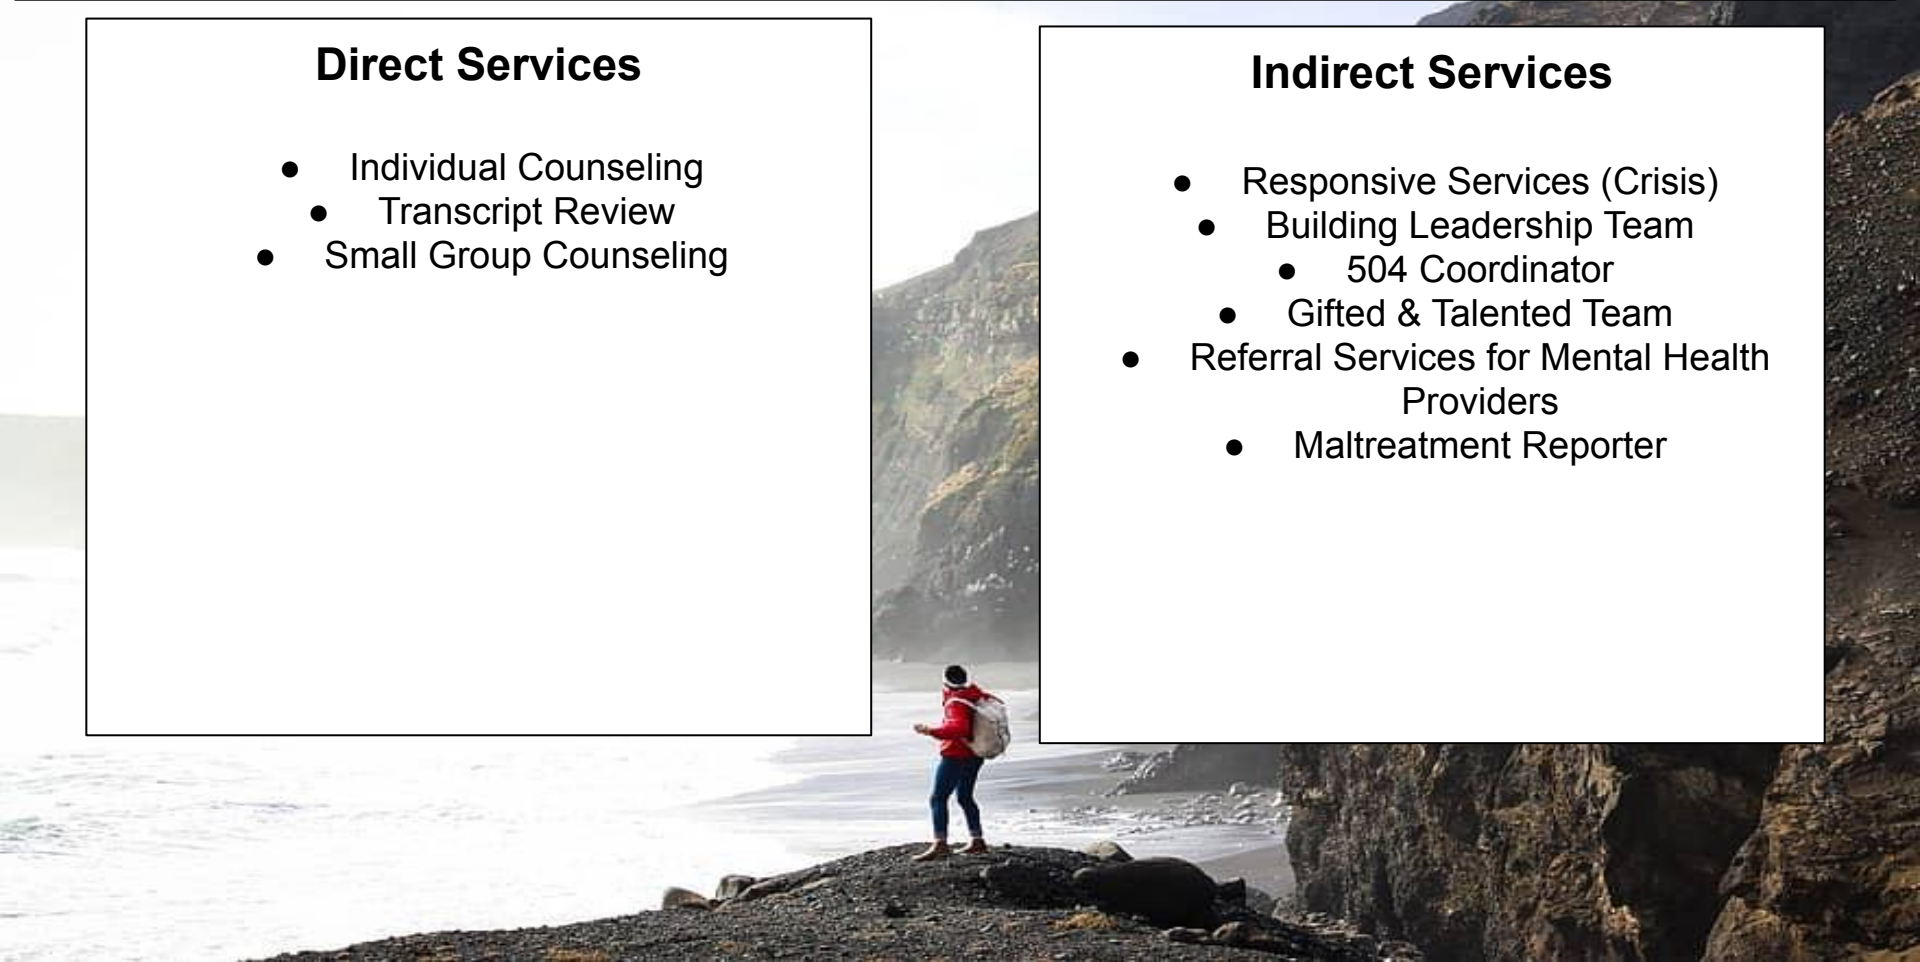 Direct Services
● Individual Counseling
● Transcript Review
● Small Group Counseling
Indirect Services
● Responsive Services (Crisis)
● Building Leadership Team
● 504 Coordinator
● Gifted & Talented Team
● Referral Services for Mental Health
Providers
● Maltreatment Reporter